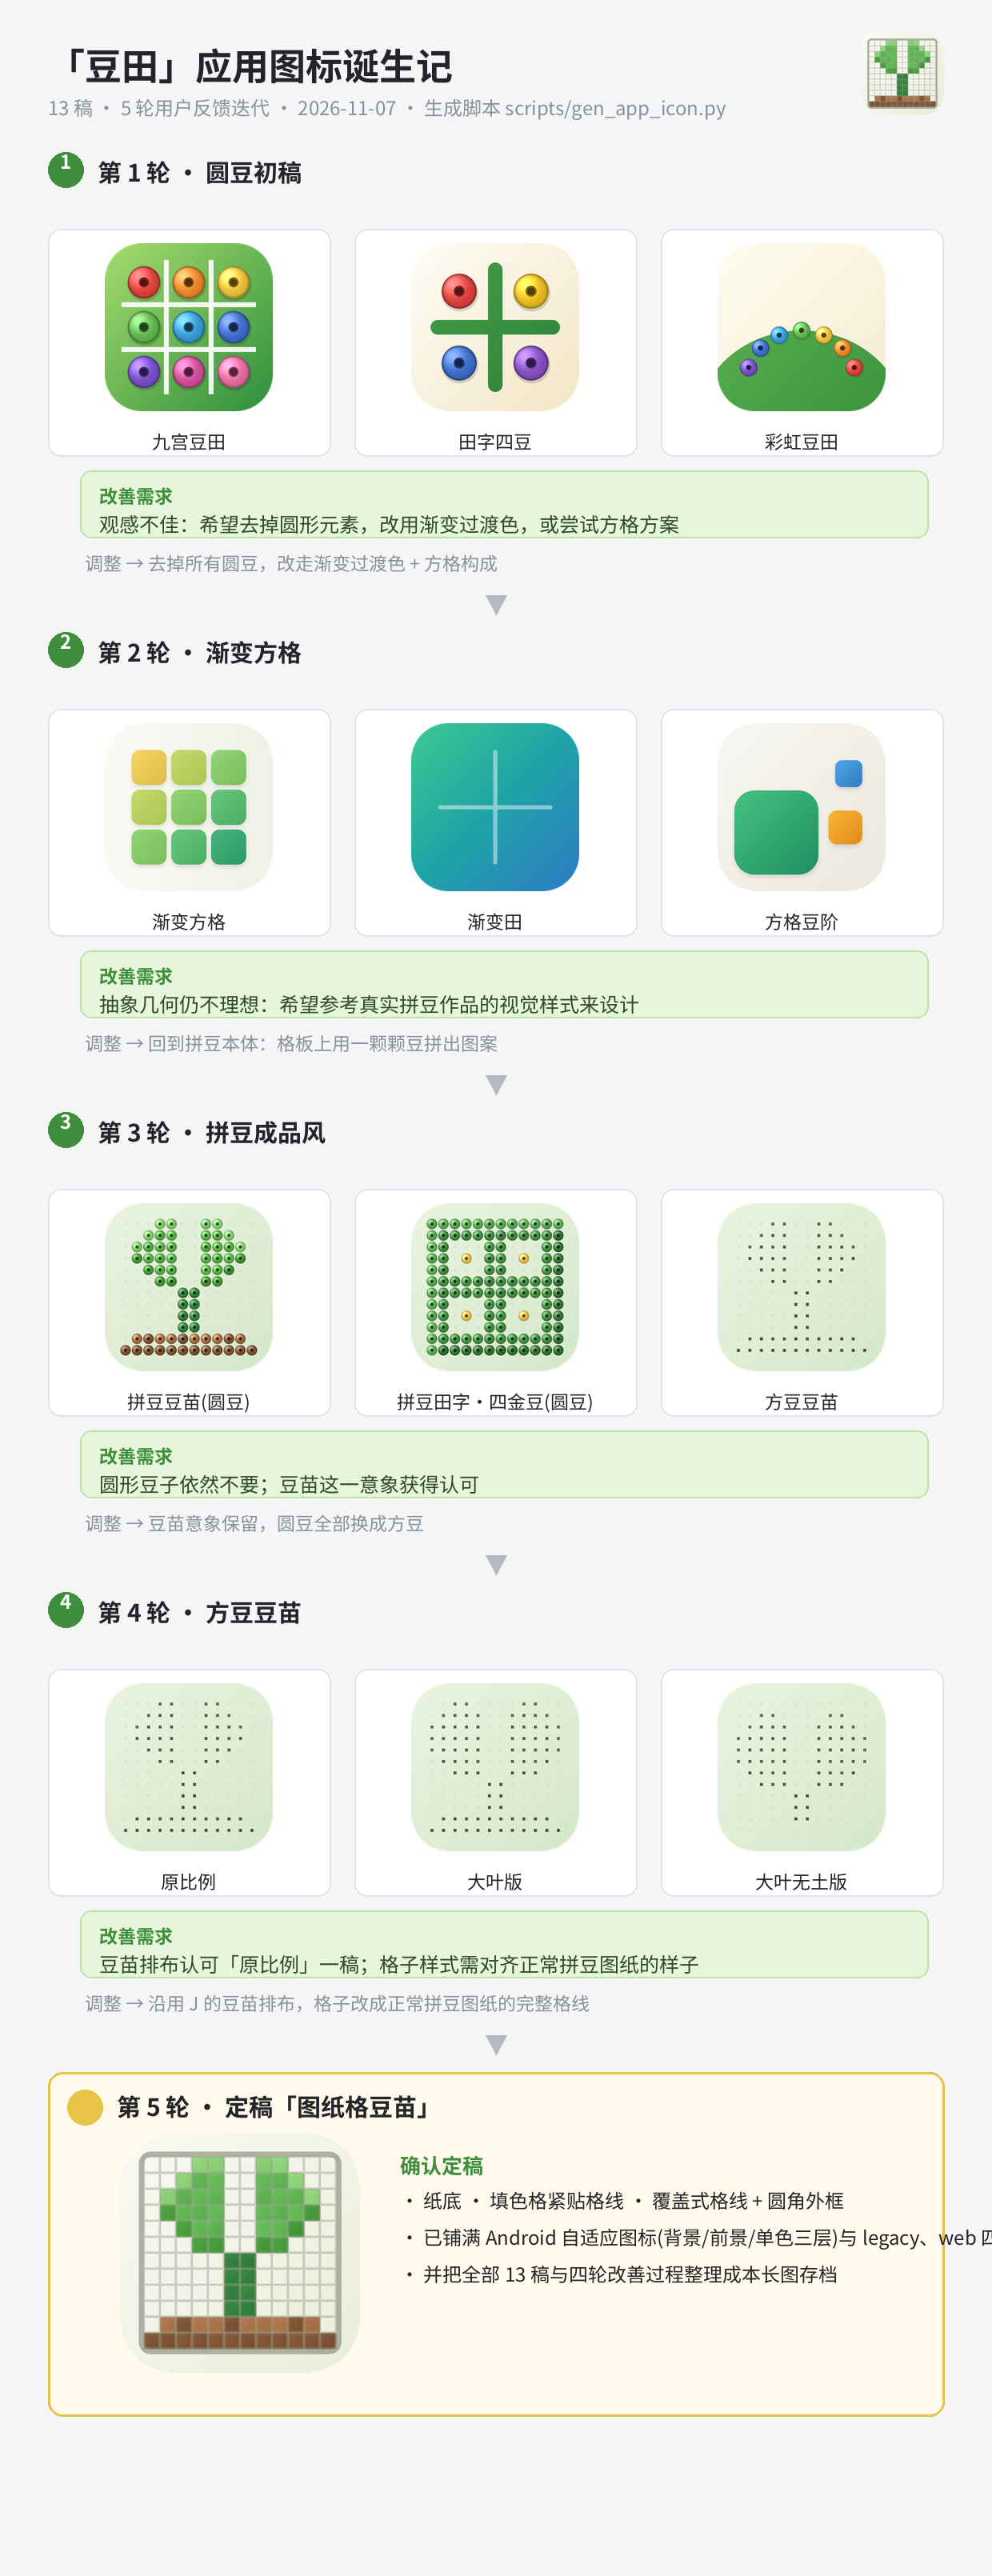 「豆田」应用图标诞生记
13 稿 · 5 轮用户反馈迭代 · 2026-11-07 · 生成脚本 scripts/gen_app_icon.py
1
第 1 轮 · 圆豆初稿
九宫豆田
田字四豆
彩虹豆田
改善需求
观感不佳：希望去掉圆形元素，改用渐变过渡色，或尝试方格方案
调整 → 去掉所有圆豆，改走渐变过渡色 + 方格构成
2
第 2 轮 · 渐变方格
渐变方格
渐变田
方格豆阶
改善需求
抽象几何仍不理想：希望参考真实拼豆作品的视觉样式来设计
调整 → 回到拼豆本体：格板上用一颗颗豆拼出图案
3
第 3 轮 · 拼豆成品风
拼豆豆苗(圆豆)
拼豆田字·四金豆(圆豆)
方豆豆苗
改善需求
圆形豆子依然不要；豆苗这一意象获得认可
调整 → 豆苗意象保留，圆豆全部换成方豆
4
第 4 轮 · 方豆豆苗
原比例
大叶版
大叶无土版
改善需求
豆苗排布认可「原比例」一稿；格子样式需对齐正常拼豆图纸的样子
调整 → 沿用 J 的豆苗排布，格子改成正常拼豆图纸的完整格线
第 5 轮 · 定稿「图纸格豆苗」
确认定稿
· 纸底 · 填色格紧贴格线 · 覆盖式格线 + 圆角外框
· 已铺满 Android 自适应图标(背景/前景/单色三层)与 legacy、web
· 并把全部 13 稿与四轮改善过程整理成本长图存档